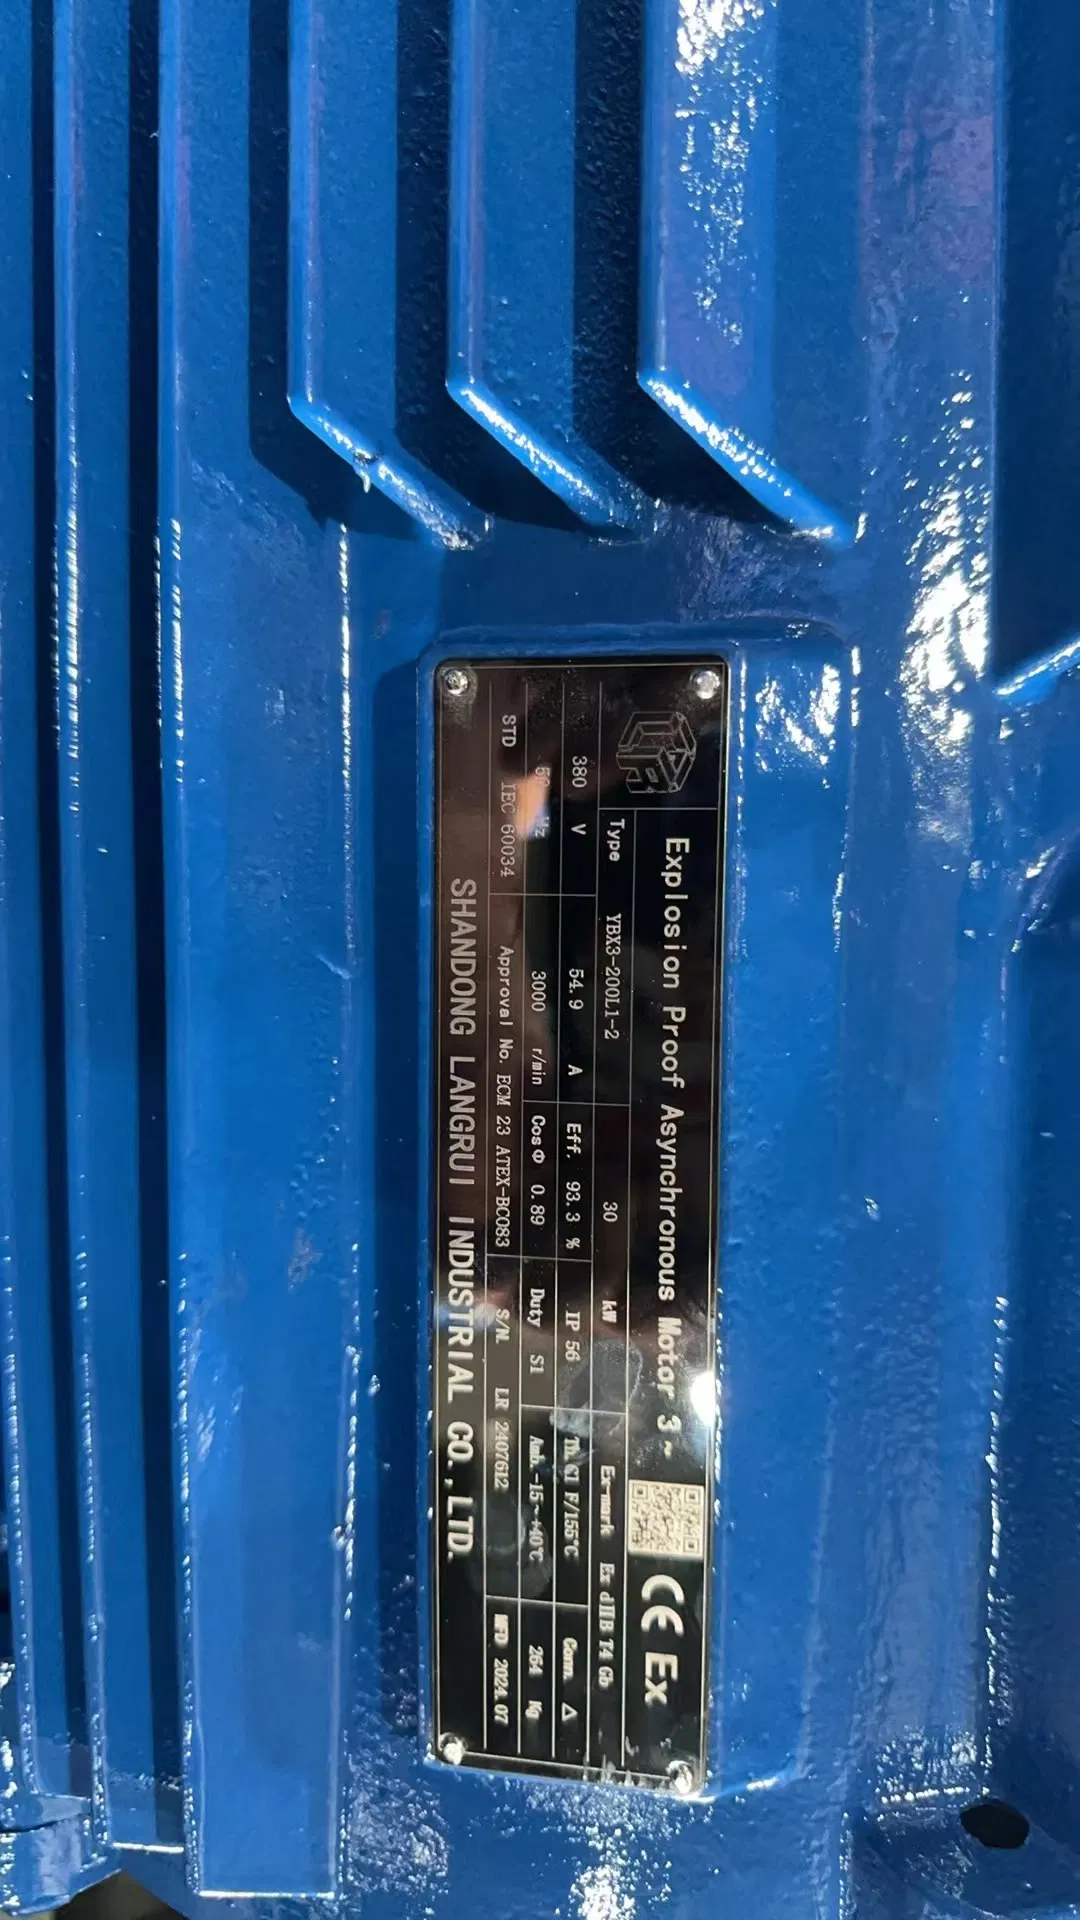 Explosion Proof Asynchronous Motor 3~ CE Ex
Type YBX3-200L1-2 30 kW Ex-mark Ex dIIB T4 Gb
380 V 54.9 A Eff. 93.3 % IP 56 Th Cl F/155℃ Conn. △
Hz 3000 r/min CosΦ 0.89 Duty S1 Amb. -15~+40℃ 264 Kg
STD IEC 60034 Approval No. ECM 23 ATEX-BC083 S/N. LR 2407612 MFD 2024.07
SHANDONG LANGRUI INDUSTRIAL CO.,LTD.